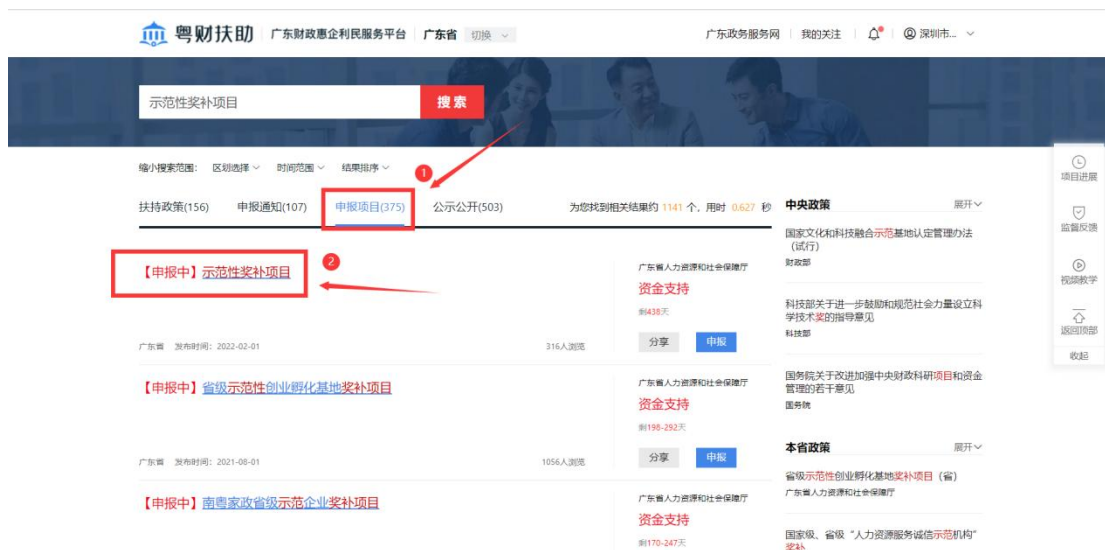 粤财扶助 广东财政惠企利民服务平台 广东省 切换
广东政务服务网 我的关注 深圳市...
示范性奖补项目 搜索
缩小搜索范围: 区划选择 时间范围 结果排序
1
扶持政策(156) 申报通知(107) 申报项目(375) 公示公开(503) 为您找到相关结果约 1141 个, 用时 0.627 秒
【申报中】示范性奖补项目
2
广东省人力资源和社会保障厅
资金支持
剩438天
分享 申报
广东省 发布时间: 2022-02-01 316人浏览
【申报中】省级示范性创业孵化基地奖补项目
广东省人力资源和社会保障厅
资金支持
剩198-292天
分享 申报
广东省 发布时间: 2021-08-01 1056人浏览
【申报中】南粤家政省级示范企业奖补项目
广东省人力资源和社会保障厅
资金支持
剩170-247天
中央政策 展开
国家文化和科技融合示范基地认定管理办法
(试行)
财政部
科技部关于进一步鼓励和规范社会力量设立科
学技术奖的指导意见
科技部
国务院关于改进加强中央财政科研项目和资金
管理的若干意见
国务院
本省政策 展开
省级示范性创业孵化基地奖补项目(省)
广东省人力资源和社会保障厅
国家级、省级“人力资源服务诚信示范机构”
奖补
项目进展
监督反馈
视频教学
返回顶部
收起